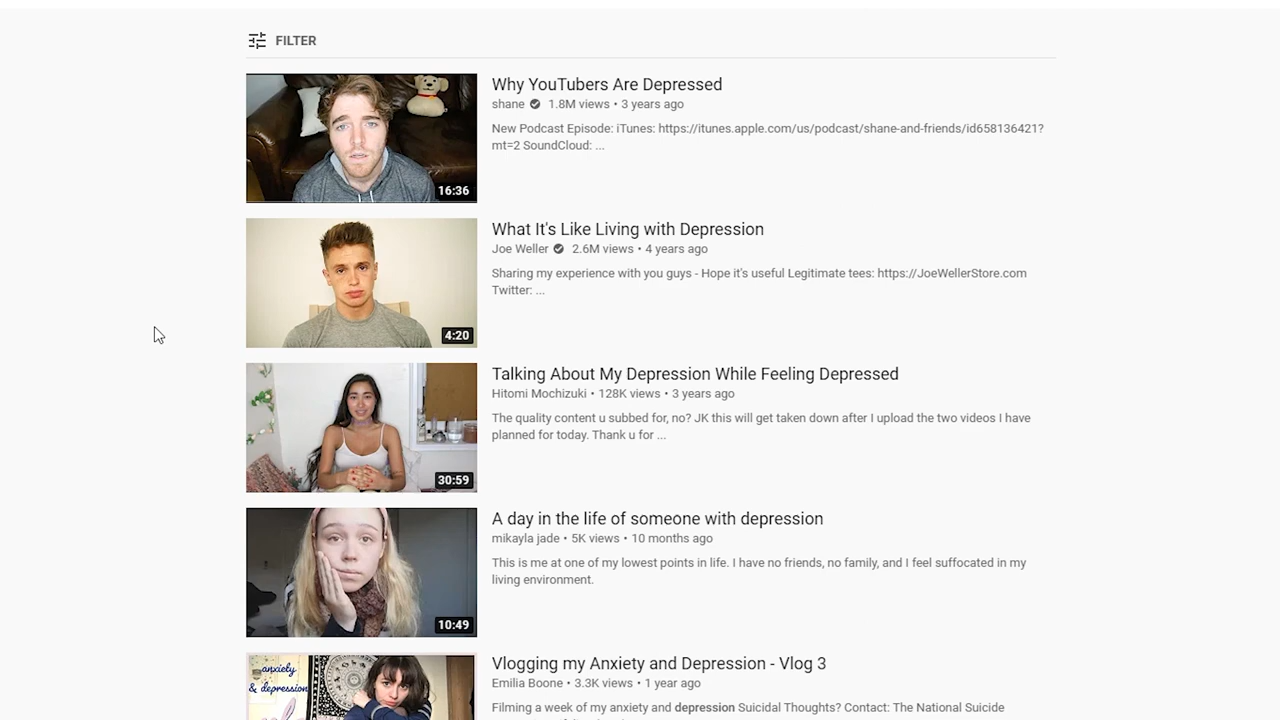 FILTER
Why YouTubers Are Depressed
shane 1.8M views • 3 years ago
New Podcast Episode: iTunes: https://itunes.apple.com/us/podcast/shane-and-friends/id658136421?
mt=2 SoundCloud: ...
16:36
What It's Like Living with Depression
Joe Weller 2.6M views • 4 years ago
Sharing my experience with you guys - Hope it's useful Legitimate tees: https://JoeWellerStore.com
Twitter: ...
4:20
Talking About My Depression While Feeling Depressed
Hitomi Mochizuki • 128K views • 3 years ago
The quality content u subbed for, no? JK this will get taken down after I upload the two videos I have
planned for today. Thank u for ...
30:59
A day in the life of someone with depression
mikayla jade • 5K views • 10 months ago
This is me at one of my lowest points in life. I have no friends, no family, and I feel suffocated in my
living environment.
10:49
anxiety
& depression
Vlogging my Anxiety and Depression - Vlog 3
Emilia Boone • 3.3K views • 1 year ago
Filming a week of my anxiety and depression Suicidal Thoughts? Contact: The National Suicide